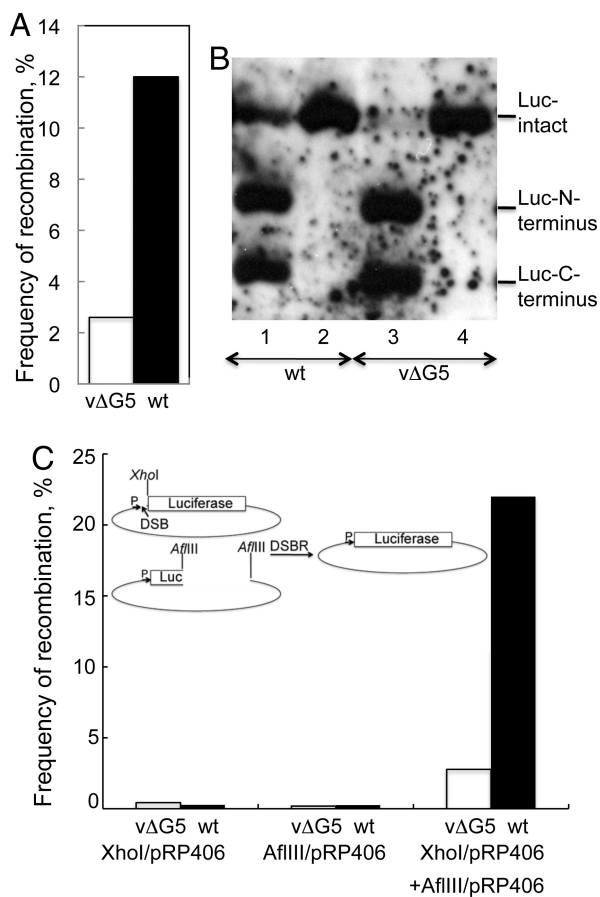 A
Frequency of recombination, %
14
12
10
8
6
4
2
0
vΔG5 wt
B
Luc-
intact
Luc-N-
terminus
Luc-C-
terminus
1 2 3 4
wt vΔG5
C
Frequency of recombination, %
25
20
15
10
5
0
XhoI
P
Luciferase
DSB
AflIII AflIII DSBR
P
Luc
P
Luciferase
vΔG5 wt vΔG5 wt vΔG5 wt
XhoI/pRP406 AflIII/pRP406 XhoI/pRP406
+AflIII/pRP406